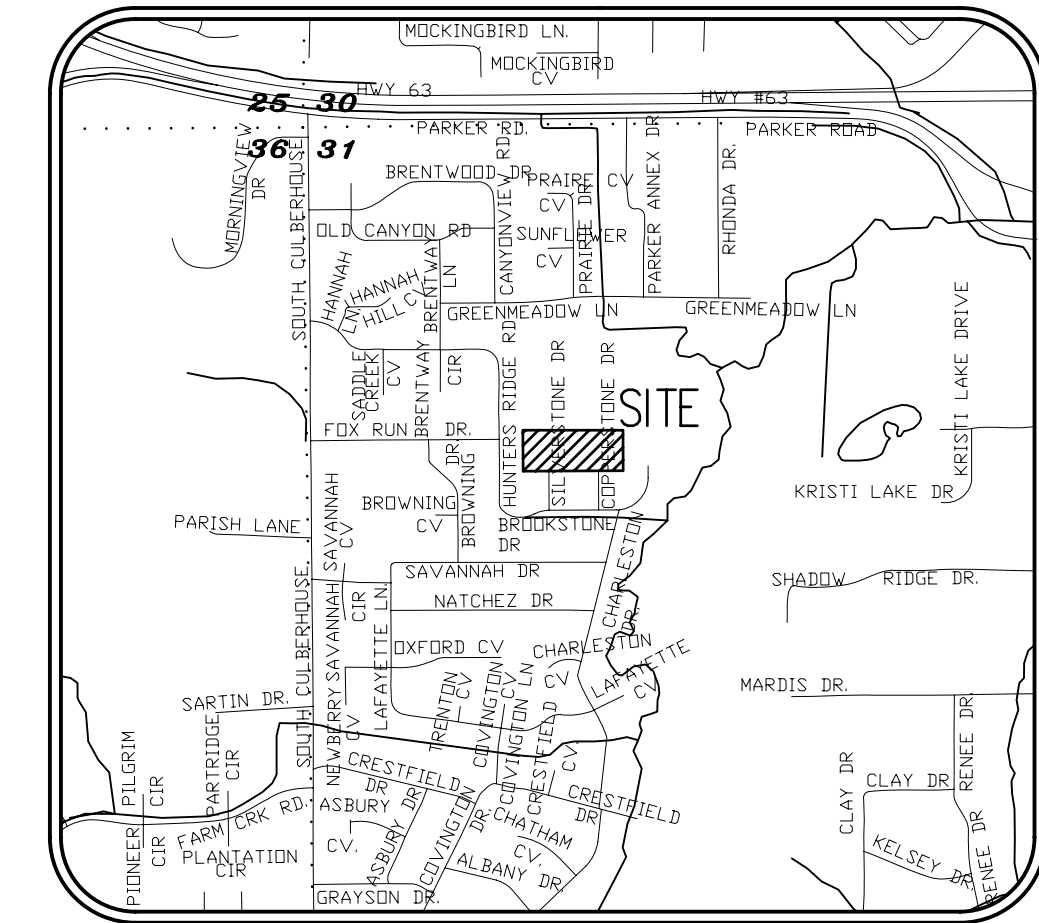 MOCKINGBIRD LN.
MOCKINGBIRD
CV
HWY 63
HWY #63
25 30
36 31
PARKER RD.
PARKER ROAD
MORNINGVIEW
DR
SOUTH CULBERHOUSE
BRENTWOOD DR
CANYONVIEW RD
PRAIRE CV
CV
PRAIRIE DR
PARKER ANNEX DR
RHONDA DR.
OLD CANYON RD
SUNFLOWER
CV
HANNAH
LN.
HANNAH
HILL CV
BRENTWAY
LN
GREENMEADOW LN
GREENMEADOW LN
KRISTI LAKE DRIVE
SADDLE
CREEK
CV
BRENTWAY
CIR
HUNTERS RIDGE RD
SILVERSTONE DR
COPPERSTONE DR
SITE
FOX RUN DR.
BROWNING
DR.
BROWNING
CV
KRISTI LAKE DR
PARISH LANE
BROOKSTONE
DR
SAVANNAH
CV
SAVANNAH DR
CHARLESTON
DR.
SHADOW RIDGE DR.
SAVANNAH
CIR
NATCHEZ DR
LAFAYETTE LN.
OXFORD CV
CHARLESTON
CV
LAFAYETTE
CV
SOUTH CULBERHOUSE
NEWBERRY
CV
SARTIN DR.
MARDIS DR.
TRENTON
CV
COVINGTON
CV
COVINGTON LN
CRESTFIELD
CV
RENEE DR.
PILGRIM
CIR
PARTRIDGE
CIR
CRESTFIELD
DR
CRESTFIELD
DR
CLAY DR
CLAY DR
FARM CRK RD.
ASBURY
CV.
ASBURY DR
COVINGTON
DR.
CHATHAM
CV.
PIONEER
CIR
PLANTATION
CIR
ALBANY DR.
KELSEY DR
RENEE DR
GRAYSON DR.